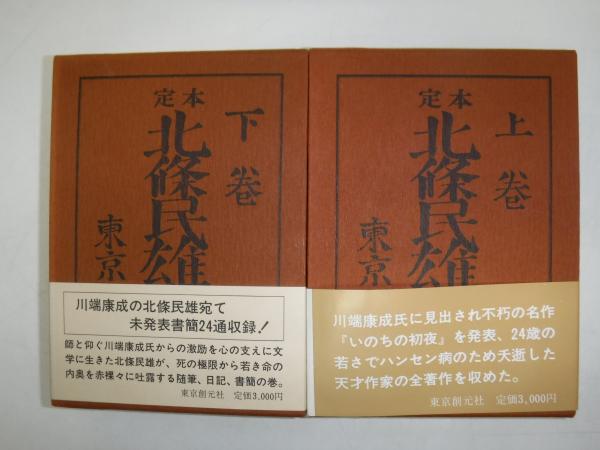 定本
下巻
北條民雄
東京
川端康成の北條民雄宛て
未発表書簡24通収録!
師と仰ぐ川端康成氏からの激励を心の支えに文
学に生きた北條民雄が、死の極限から若き命の
内奥を赤裸々に吐露する随筆、日記、書簡の巻。
東京創元社 定価3,000円
定本
上巻
北條民雄
東京
川端康成氏に見出され不朽の名作
『いのちの初夜』を発表、24歳の
若さでハンセン病のため夭逝した
天才作家の全著作を収めた。
東京創元社 定価3,000円